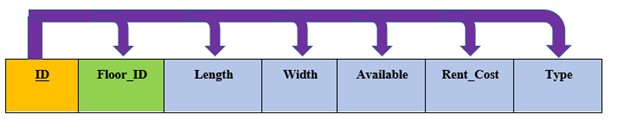 ID Floor_ID Length Width Available Rent_Cost Type